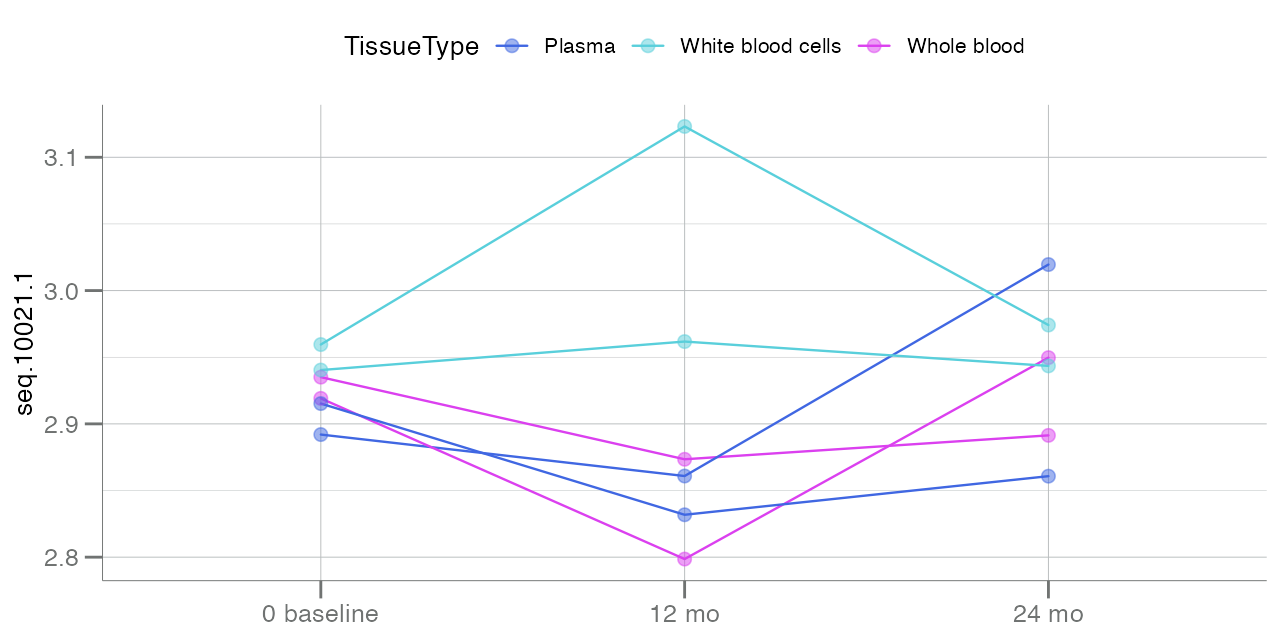 TissueType Plasma White blood cells Whole blood
seq.10021.1
3.1
3.0
2.9
2.8
0 baseline 12 mo 24 mo